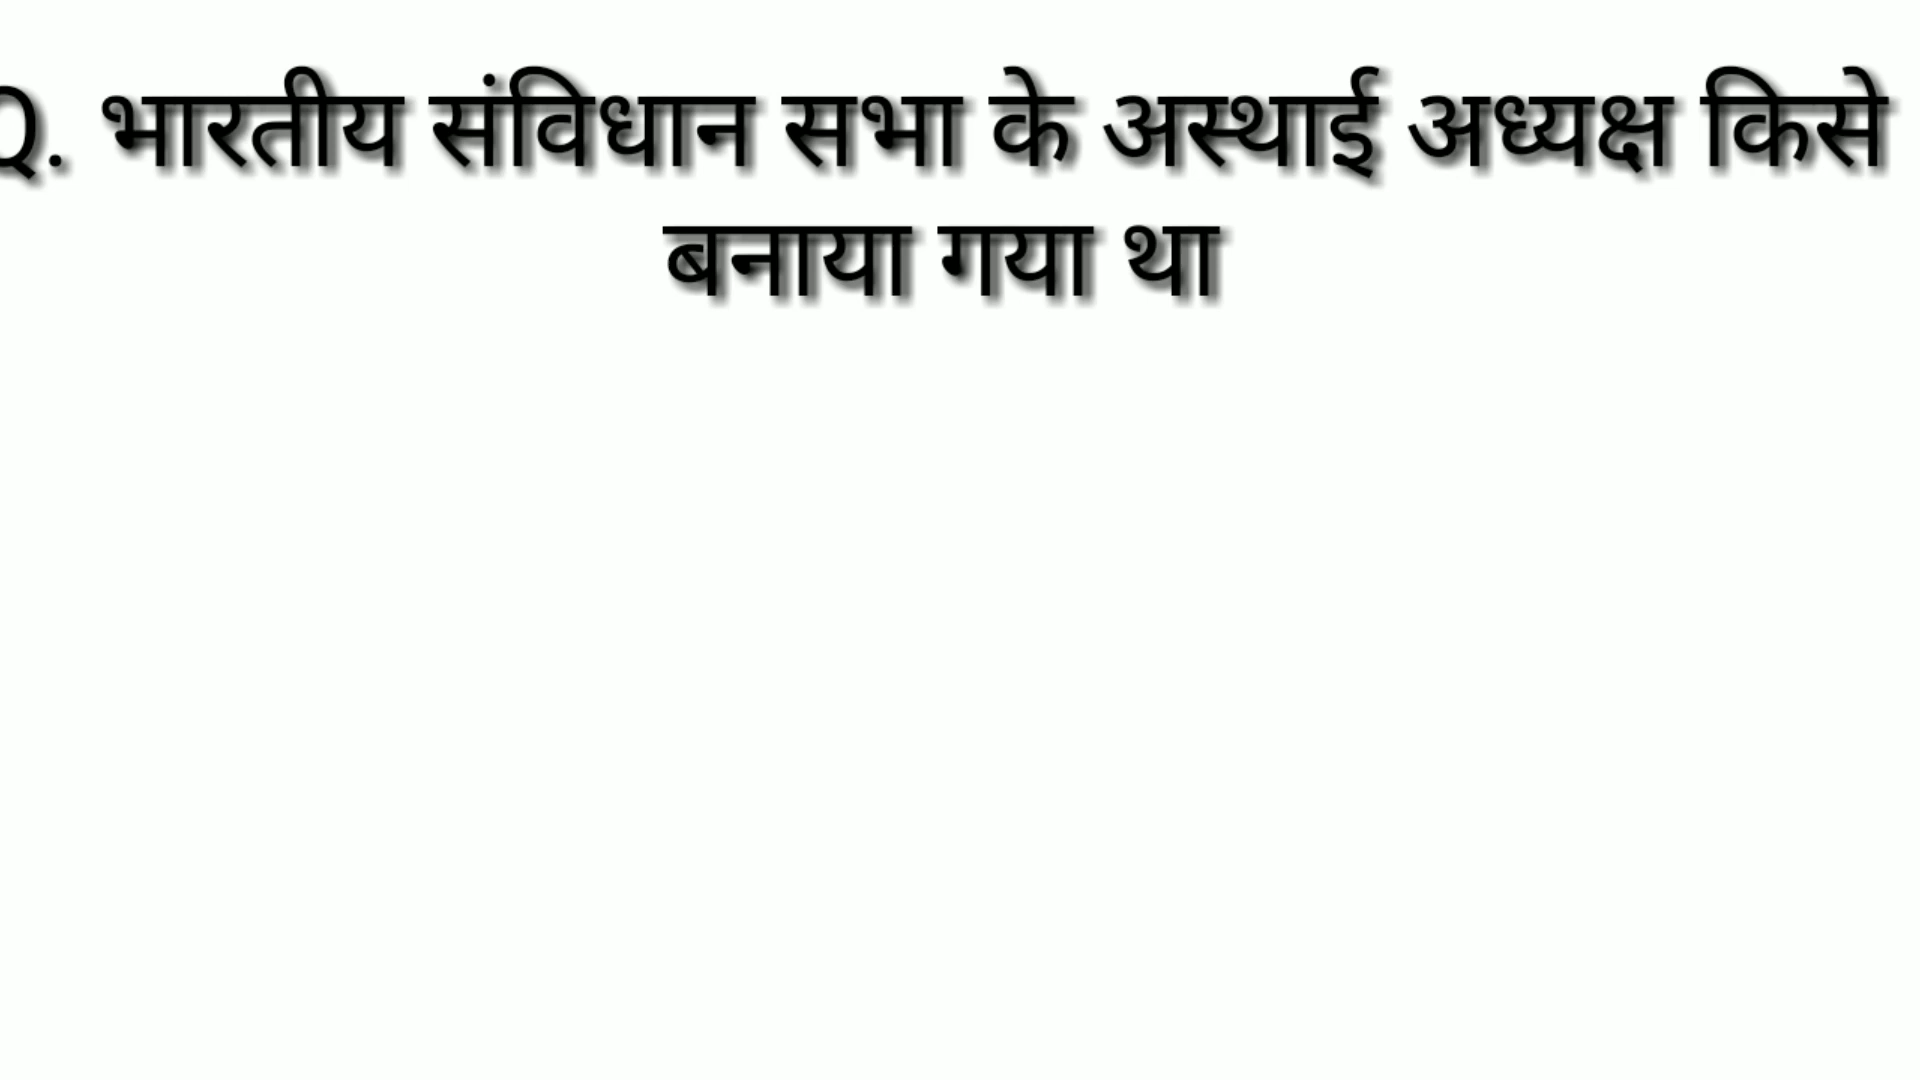 Q. भारतीय संविधान सभा के अस्थाई अध्यक्ष किसे
बनाया गया था